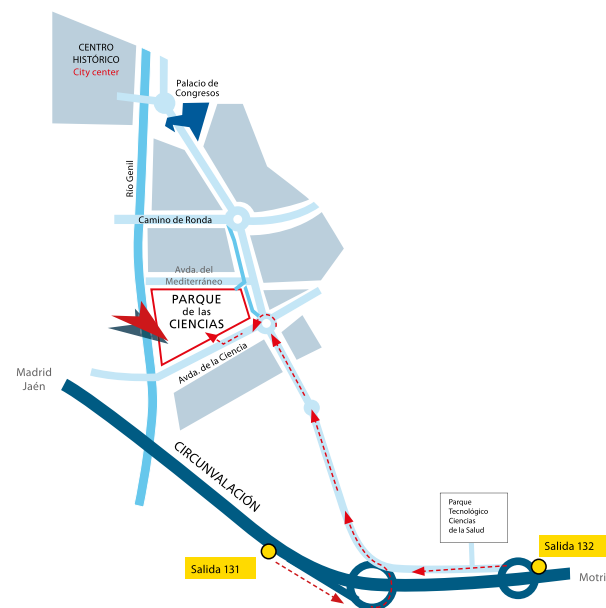 CENTRO
HISTÓRICO
City center
Palacio de
Congresos
Río Genil
Camino de Ronda
Avda. del
Mediterráneo
PARQUE
de las
CIENCIAS
Avda. de la Ciencia
Madrid
Jaén
CIRCUNVALACIÓN
Parque
Tecnológico
Ciencias
de la Salud
Salida 131
Salida 132
Motri